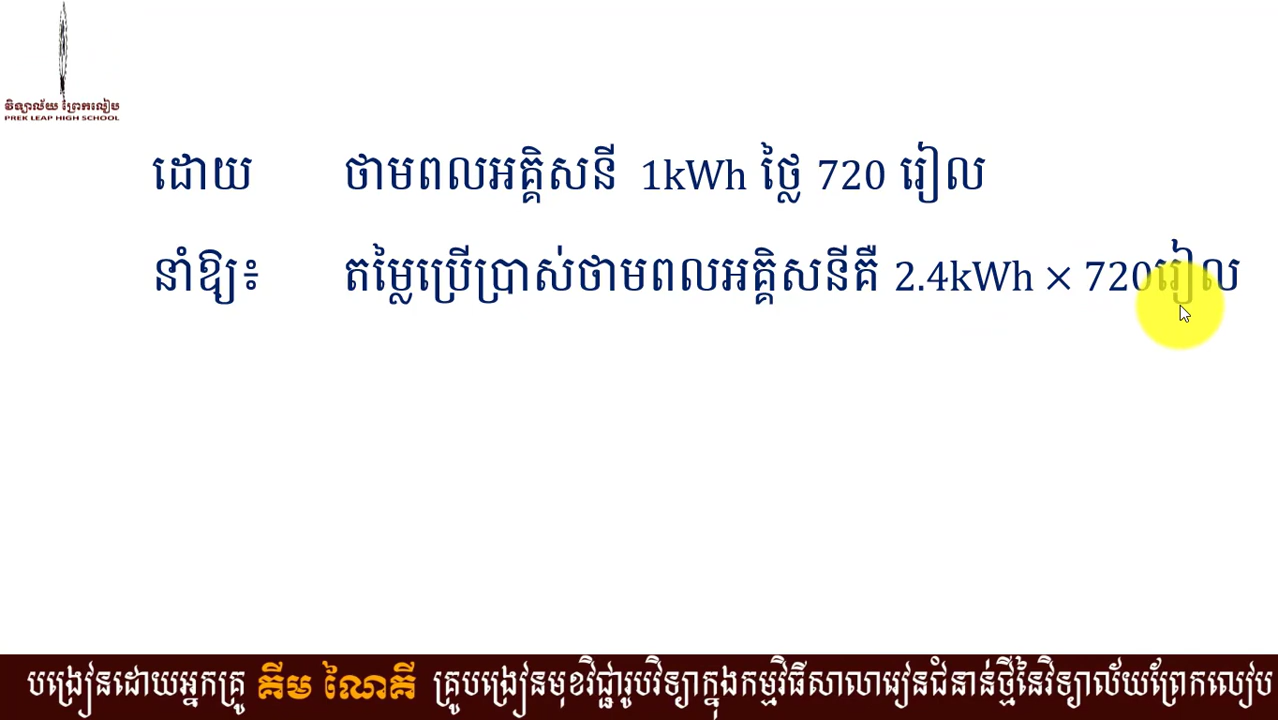 វិទ្យាល័យ ព្រែកលៀប
PREK LEAP HIGH SCHOOL
ដោយ ថាមពលអគ្គិសនី 1kWh ថ្លៃ 720 រៀល
នាំឱ្យ៖ តម្លៃប្រើប្រាស់ថាមពលអគ្គិសនីគឺ 2.4kWh × 720រៀល
បង្រៀនដោយអ្នកគ្រូ គីម ណៃគី គ្រូបង្រៀនមុខវិជ្ជារូបវិទ្យាក្នុងកម្មវិធីសាលារៀនជំនាន់ថ្មីនៃវិទ្យាល័យព្រែកលៀប